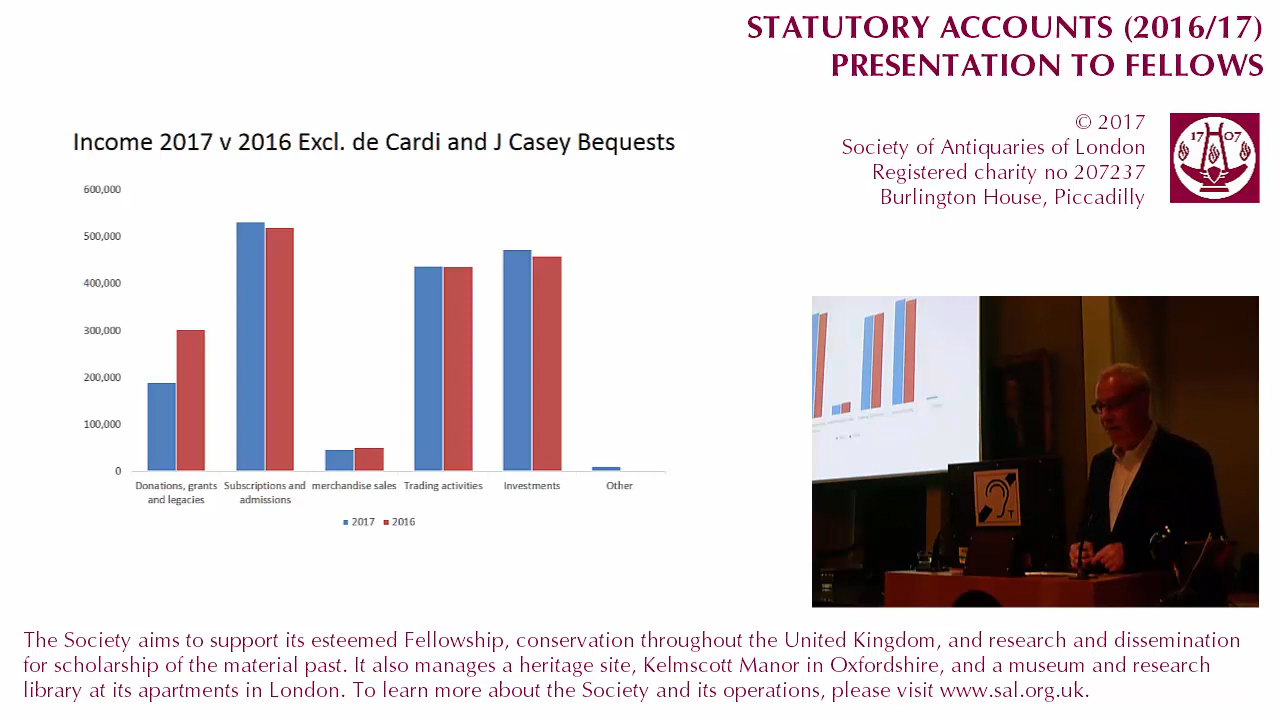 STATUTORY ACCOUNTS (2016/17)
PRESENTATION TO FELLOWS
© 2017
Society of Antiquaries of London
Registered charity no 207237
Burlington House, Piccadilly
17 07
Income 2017 v 2016 Excl. de Cardi and J Casey Bequests
600,000
500,000
400,000
300,000
200,000
100,000
0
Donations, grants and legacies
Subscriptions and admissions
merchandise sales
Trading activities
Investments
Other
2017 2016
T
The Society aims to support its esteemed Fellowship, conservation throughout the United Kingdom, and research and dissemination
for scholarship of the material past. It also manages a heritage site, Kelmscott Manor in Oxfordshire, and a museum and research
library at its apartments in London. To learn more about the Society and its operations, please visit www.sal.org.uk.